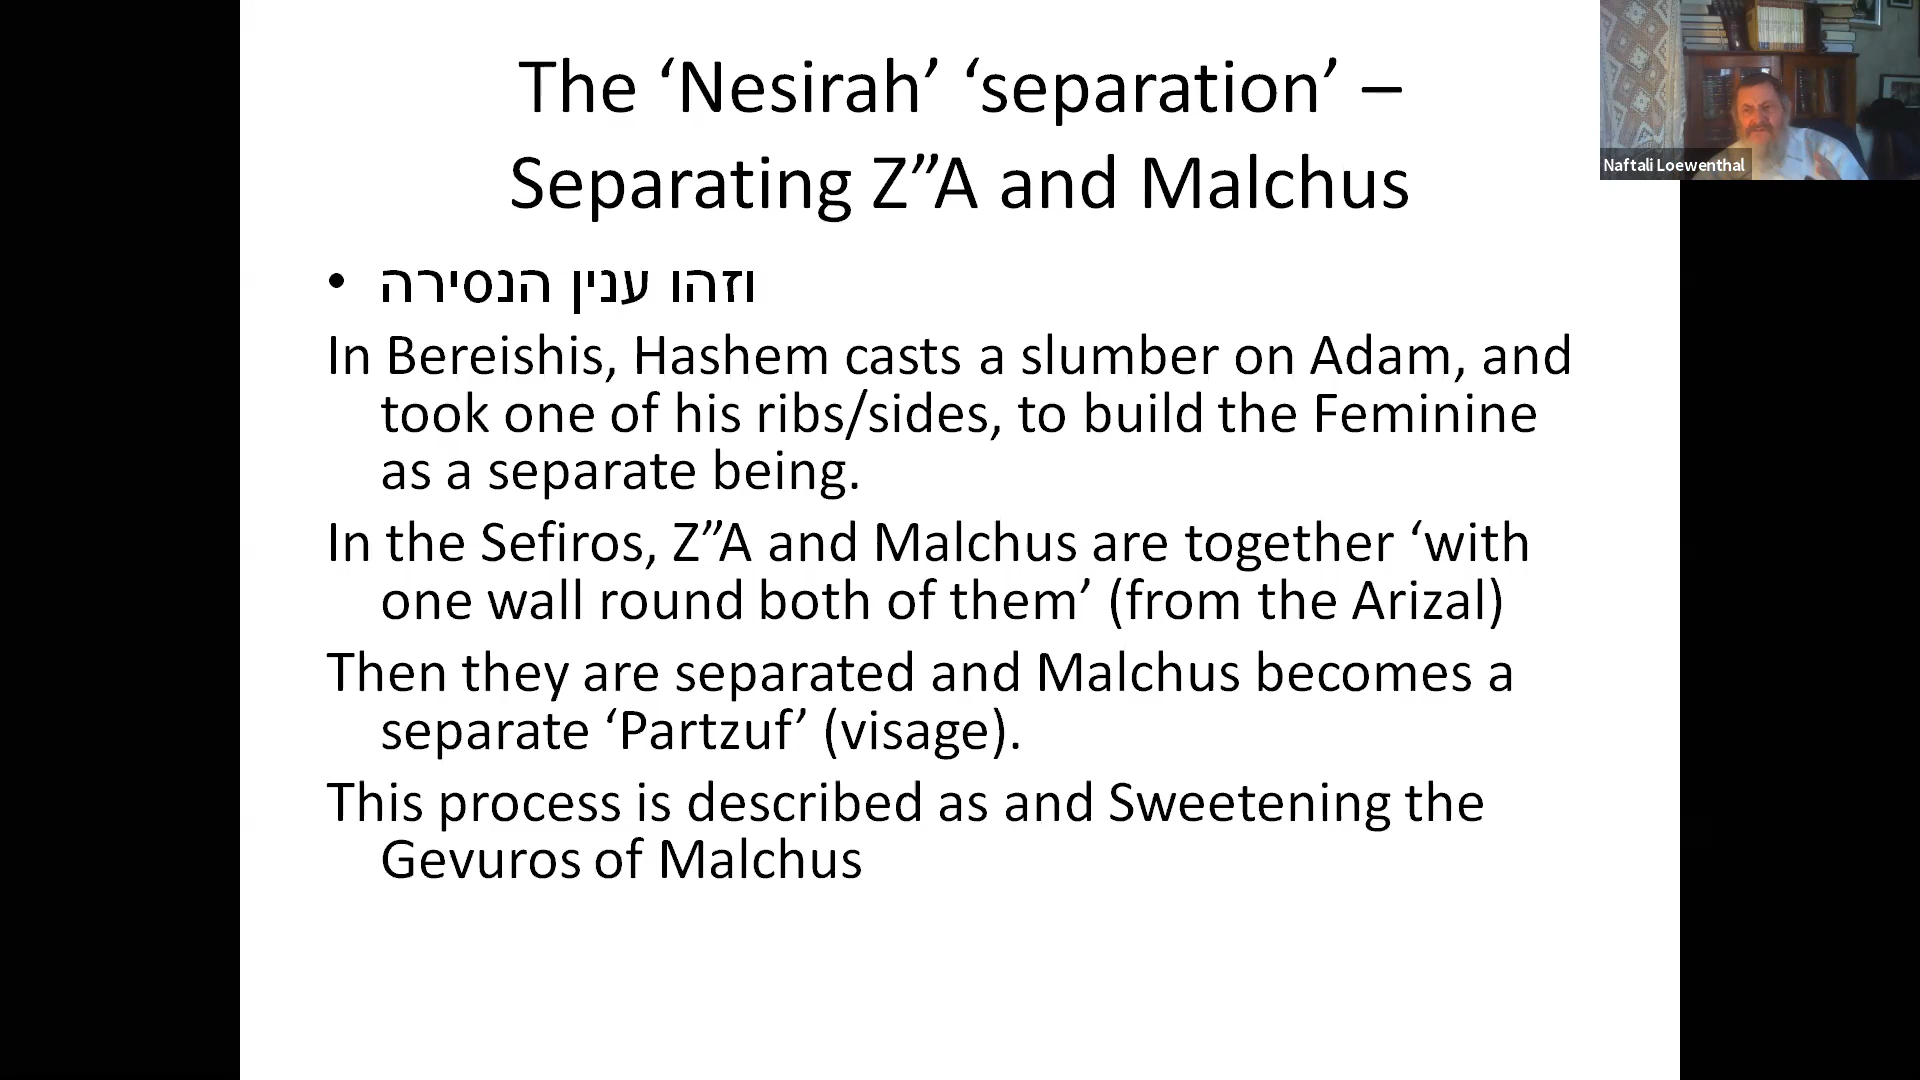 The ‘Nesirah’ ‘separation’ –
Separating Z”A and Malchus
• וזהו ענין הנסירה
In Bereishis, Hashem casts a slumber on Adam, and
took one of his ribs/sides, to build the Feminine
as a separate being.
In the Sefiros, Z”A and Malchus are together ‘with
one wall round both of them’ (from the Arizal)
Then they are separated and Malchus becomes a
separate ‘Partzuf’ (visage).
This process is described as and Sweetening the
Gevuros of Malchus
Naftali Loewenthal